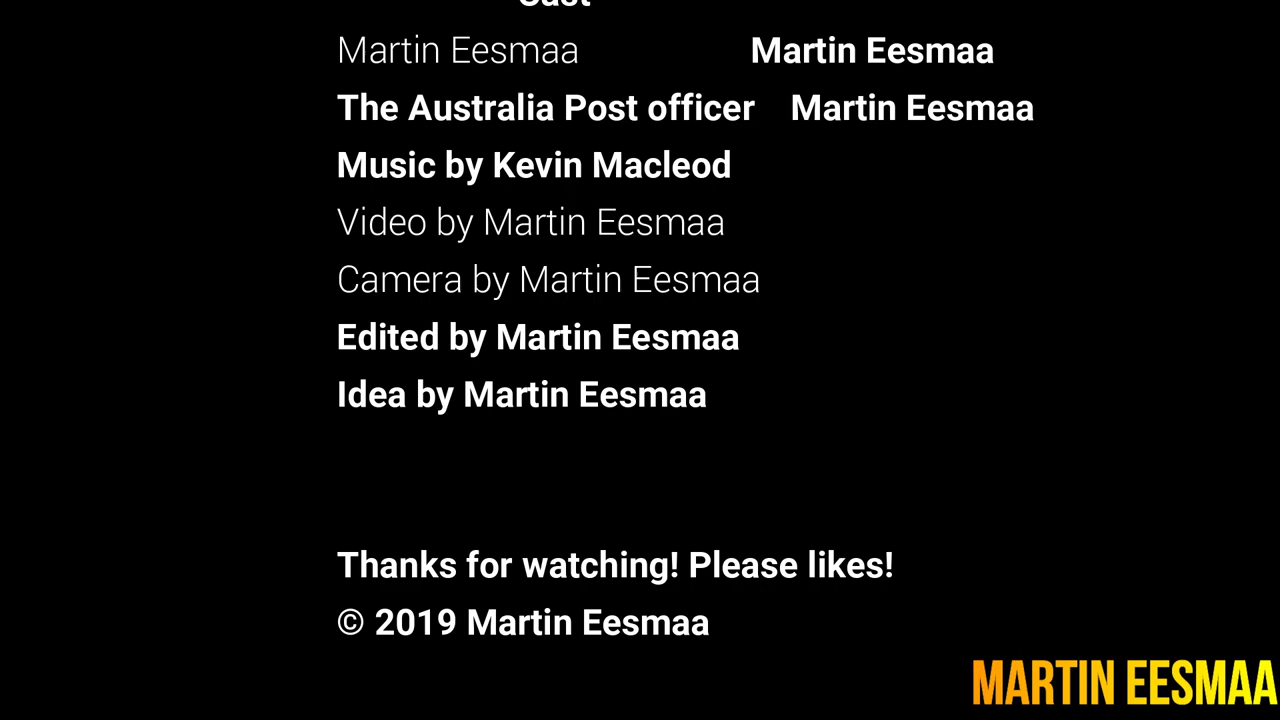 Cast
Martin Eesmaa Martin Eesmaa
The Australia Post officer Martin Eesmaa
Music by Kevin Macleod
Video by Martin Eesmaa
Camera by Martin Eesmaa
Edited by Martin Eesmaa
Idea by Martin Eesmaa
Thanks for watching! Please likes!
© 2019 Martin Eesmaa
MARTIN EESMAA